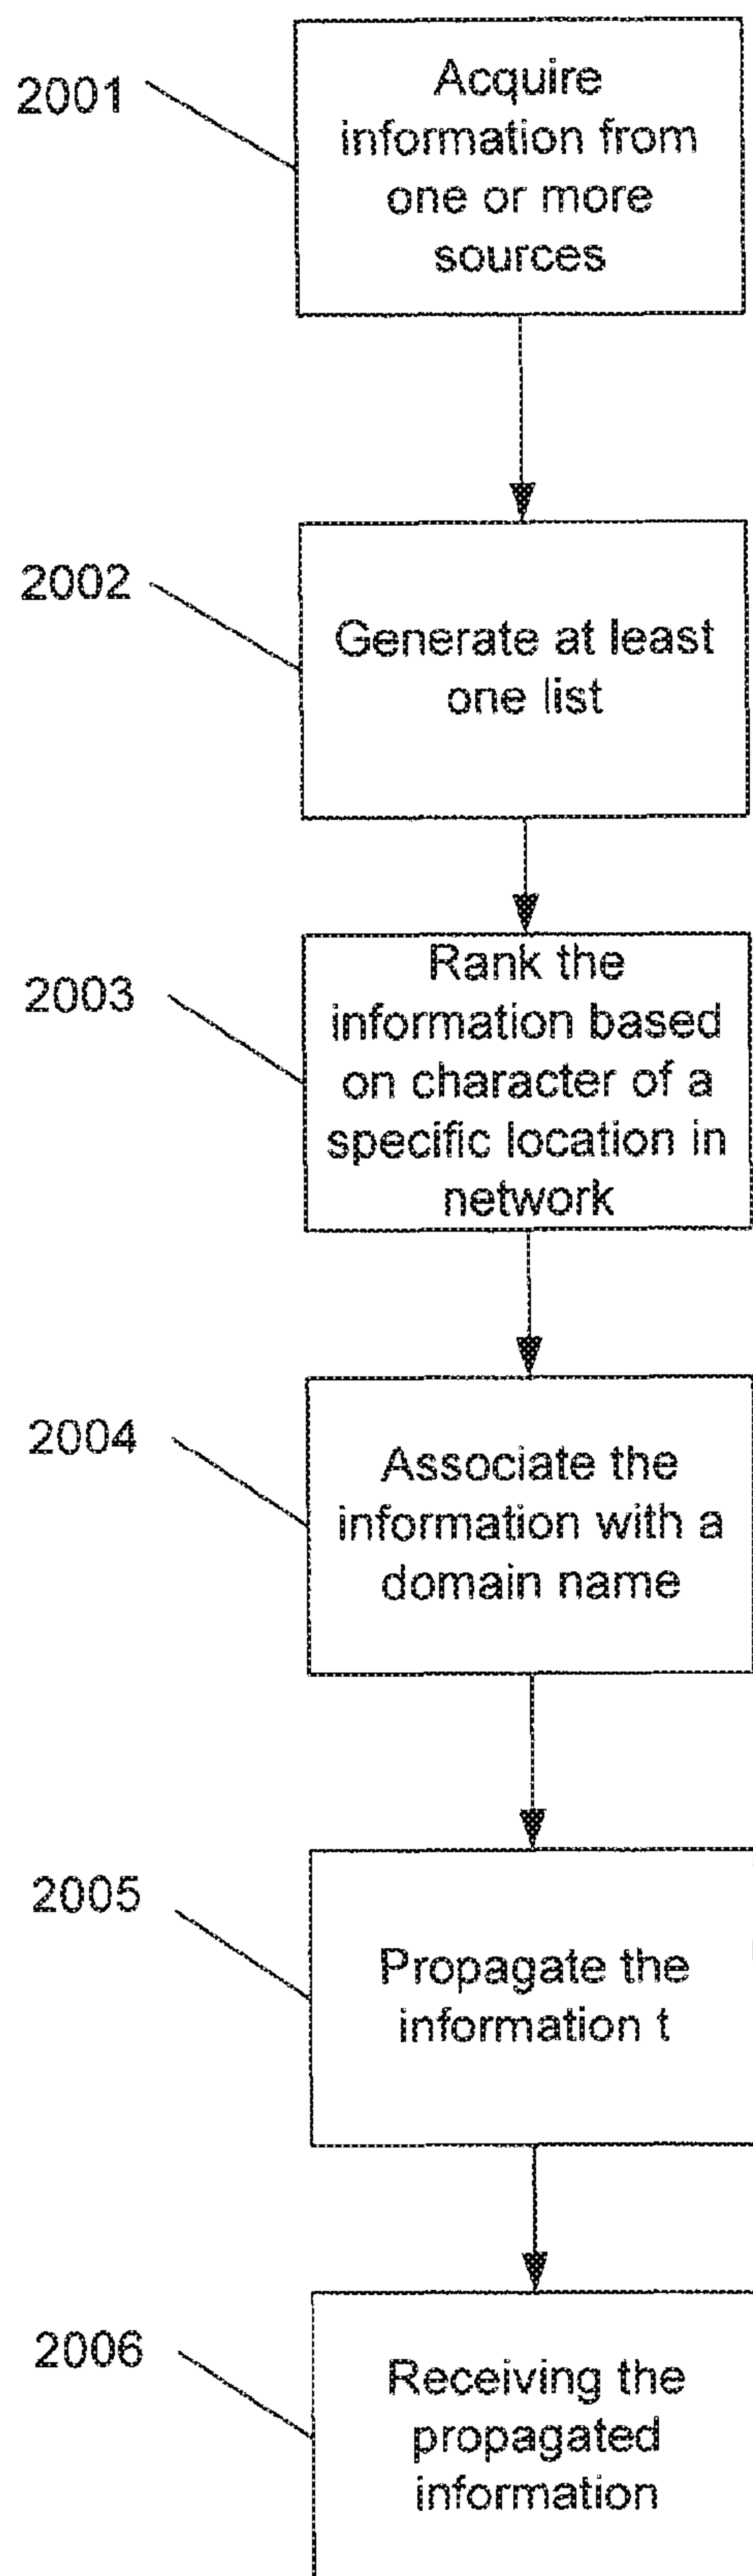 2001
Acquire
information from
one or more
sources
2002
Generate at least
one list
2003
Rank the
information based
on character of a
specific location in
network
2004
Associate the
information with a
domain name
2005
Propagate the
information t
2006
Receiving the
propagated
information